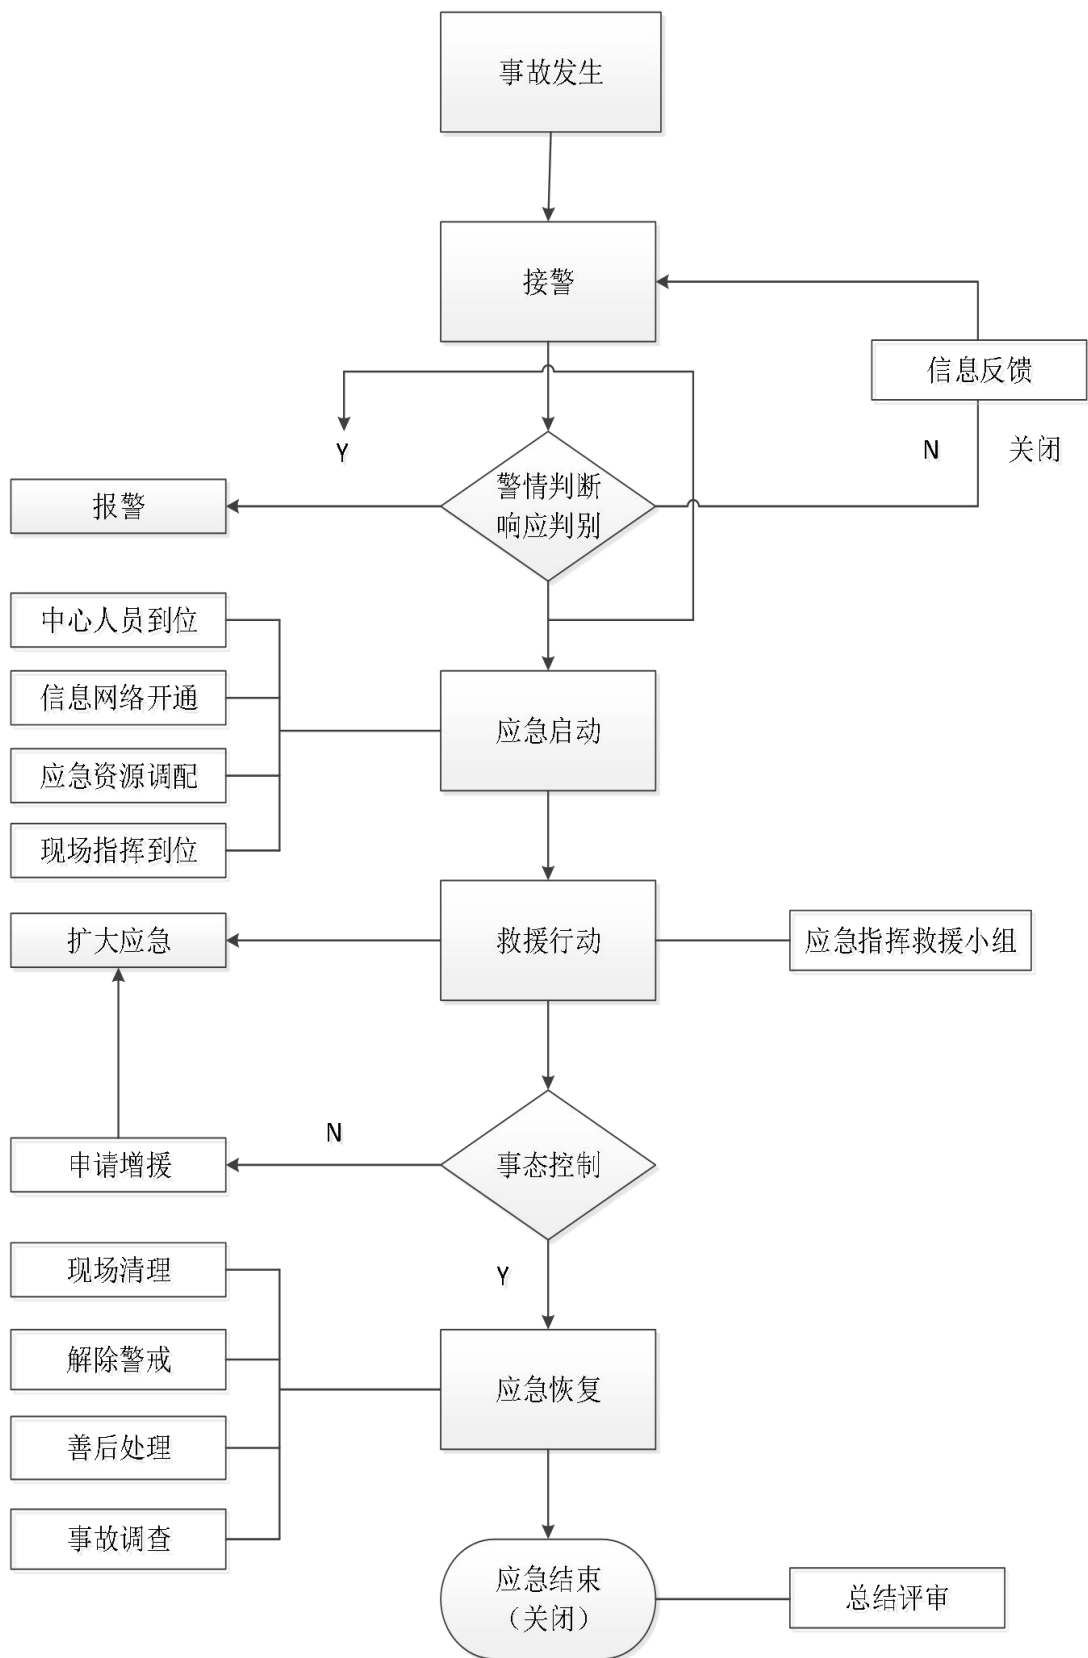 事故发生
接警
信息反馈
Y
N
关闭
报警
警情判断
响应判别
中心人员到位
信息网络开通
应急启动
应急资源调配
现场指挥到位
扩大应急
救援行动
应急指挥救援小组
N
申请增援
事态控制
现场清理
Y
解除警戒
应急恢复
善后处理
事故调查
应急结束
（关闭）
总结评审